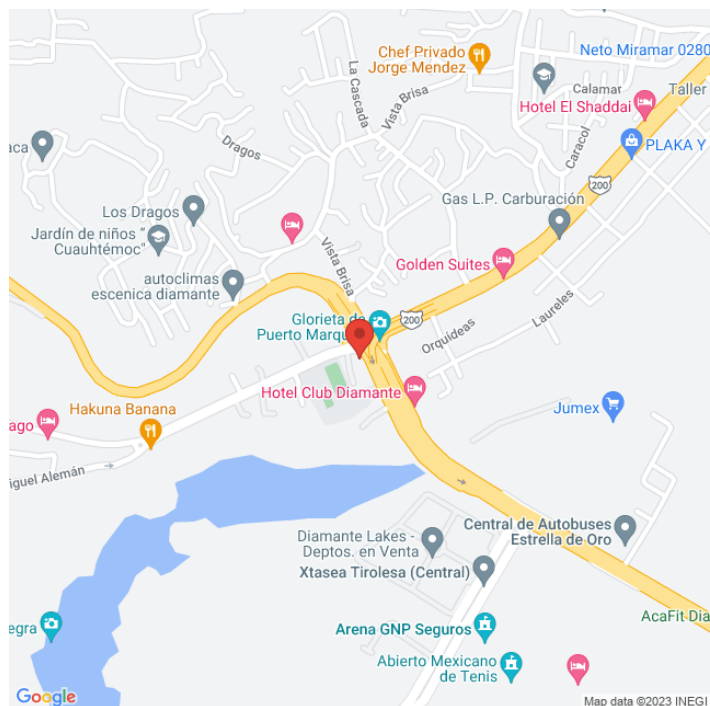 Chef Privado
Jorge Mendez
Neto Miramar 0280
La Cascada
Vista Brisa
Calamar
Taller
Hotel El Shaddai
Dragos
Caracol
PLAKA Y
aca
200
Gas L.P. Carburación
Los Dragos
Jardín de niños “
Cuauhtémoc"
Vista Brisa
Golden Suites
autoclimas
escenica diamante
Glorieta de
Puerto Marqu
200
Orquídeas
Laureles
Hotel Club Diamante
Jumex
ago
Hakuna Banana
iguel Alemán
Central de Autobuses
Estrella de Oro
Diamante Lakes -
Deptos. en Venta
Xtasea Tirolesa (Central)
AcaFit Dia
egra
Arena GNP Seguros
Abierto Mexicano
de Tenis
Google
Map data ©2023 INEGI